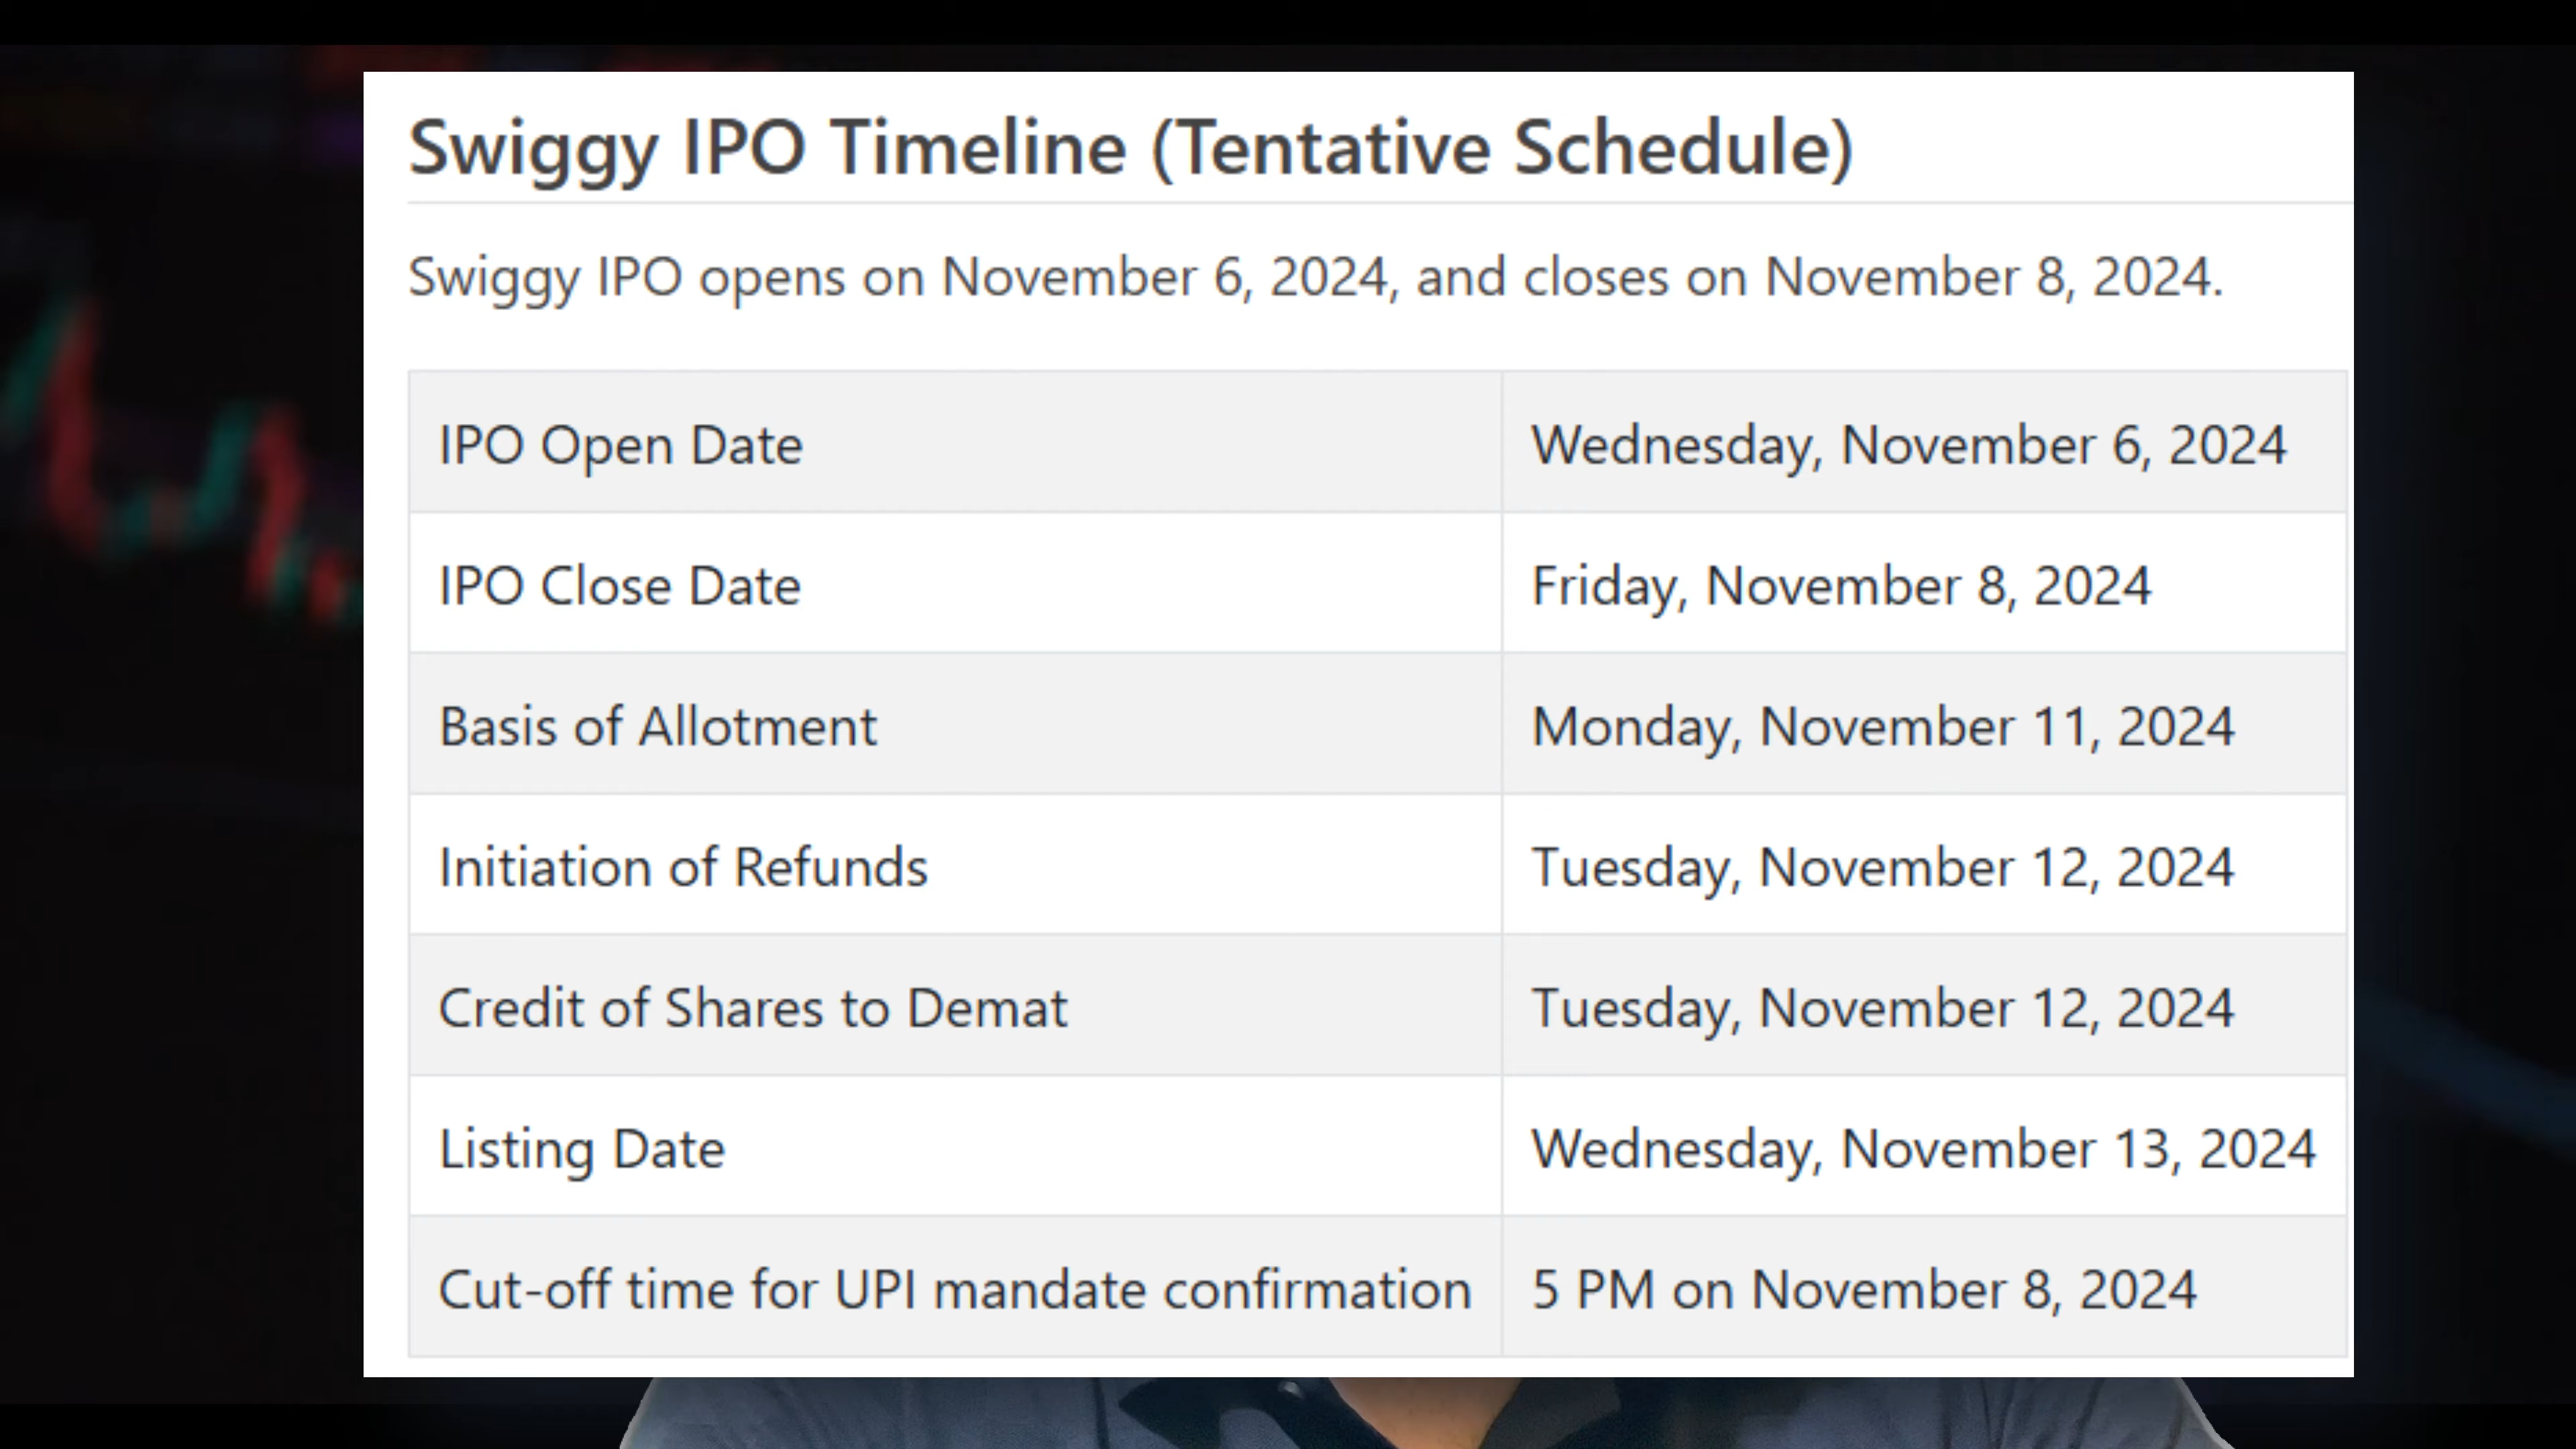 Swiggy IPO Timeline (Tentative Schedule)
Swiggy IPO opens on November 6, 2024, and closes on November 8, 2024.
IPO Open Date Wednesday, November 6, 2024
IPO Close Date Friday, November 8, 2024
Basis of Allotment Monday, November 11, 2024
Initiation of Refunds Tuesday, November 12, 2024
Credit of Shares to Demat Tuesday, November 12, 2024
Listing Date Wednesday, November 13, 2024
Cut-off time for UPI mandate confirmation 5 PM on November 8, 2024